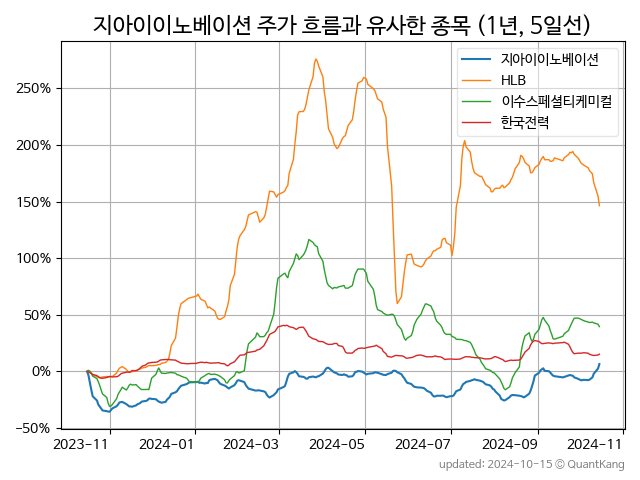 지아이이노베이션 주가 흐름과 유사한 종목 (1년, 5일선)
지아이이노베이션
HLB
이수스페셜티케미컬
한국전력
250%
200%
150%
100%
50%
0%
−50%
2023-11 2024-01 2024-03 2024-05 2024-07 2024-09 2024-11
updated: 2024-10-15 © QuantKang